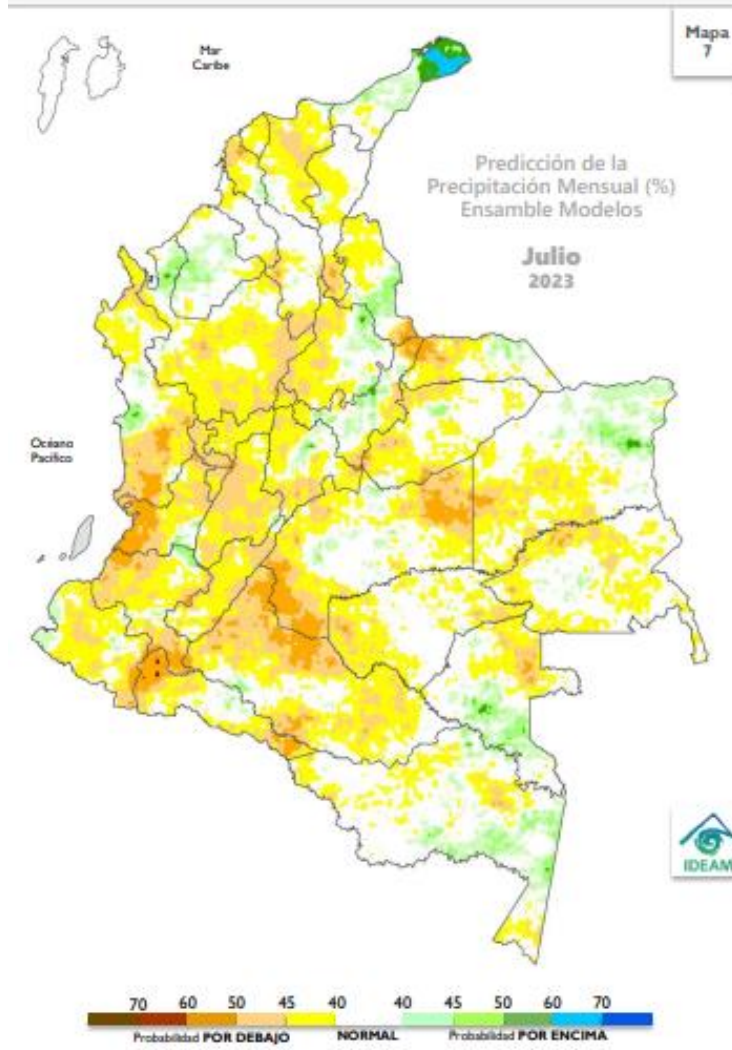 Mapa
7
Mar
Caribe
Predicción de la
Precipitación Mensual (%)
Ensamble Modelos
Julio
2023
Océano
Pacífico
IDEAM
70 60 50 45 40 40 45 50 60 70
Probabilidad POR DEBAJO NORMAL Probabilidad POR ENCIMA